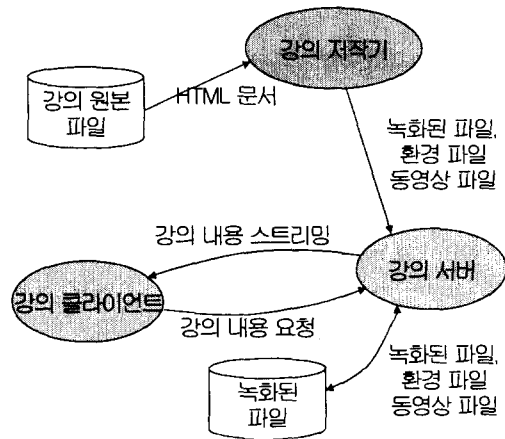 강의 저작기
강의 원본
파일
HTML 문서
녹화된 파일,
환경 파일
동영상 파일
강의 내용 스트리밍
강의 서버
강의 클라이언트
강의 내용 요청
녹화된 파일,
환경 파일
동영상 파일
녹화된
파일